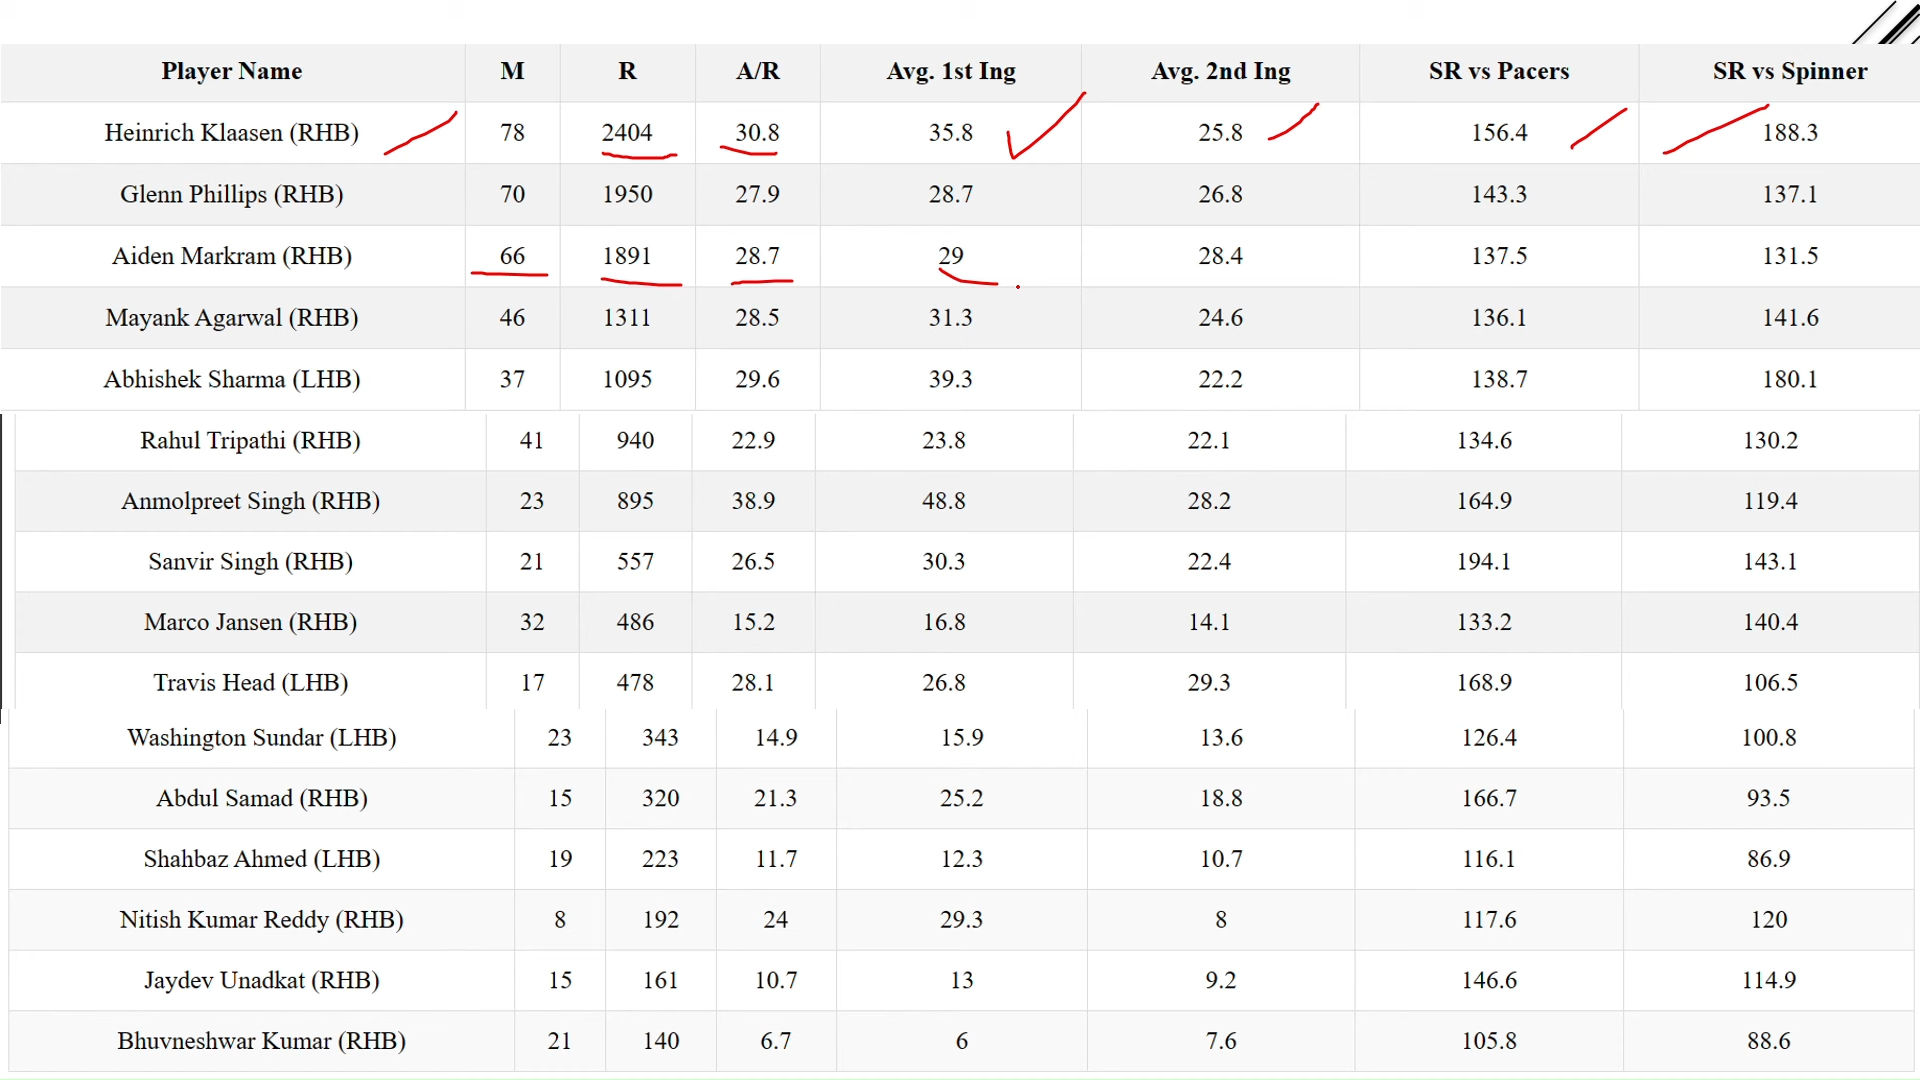 Player Name M R A/R Avg. 1st Ing Avg. 2nd Ing SR vs Pacers SR vs Spinner
Heinrich Klaasen (RHB) 78 2404 30.8 35.8 25.8 156.4 188.3
Glenn Phillips (RHB) 70 1950 27.9 28.7 26.8 143.3 137.1
Aiden Markram (RHB) 66 1891 28.7 29 28.4 137.5 131.5
Mayank Agarwal (RHB) 46 1311 28.5 31.3 24.6 136.1 141.6
Abhishek Sharma (LHB) 37 1095 29.6 39.3 22.2 138.7 180.1
Rahul Tripathi (RHB) 41 940 22.9 23.8 22.1 134.6 130.2
Anmolpreet Singh (RHB) 23 895 38.9 48.8 28.2 164.9 119.4
Sanvir Singh (RHB) 21 557 26.5 30.3 22.4 194.1 143.1
Marco Jansen (RHB) 32 486 15.2 16.8 14.1 133.2 140.4
Travis Head (LHB) 17 478 28.1 26.8 29.3 168.9 106.5
Washington Sundar (LHB) 23 343 14.9 15.9 13.6 126.4 100.8
Abdul Samad (RHB) 15 320 21.3 25.2 18.8 166.7 93.5
Shahbaz Ahmed (LHB) 19 223 11.7 12.3 10.7 116.1 86.9
Nitish Kumar Reddy (RHB) 8 192 24 29.3 8 117.6 120
Jaydev Unadkat (RHB) 15 161 10.7 13 9.2 146.6 114.9
Bhuvneshwar Kumar (RHB) 21 140 6.7 6 7.6 105.8 88.6